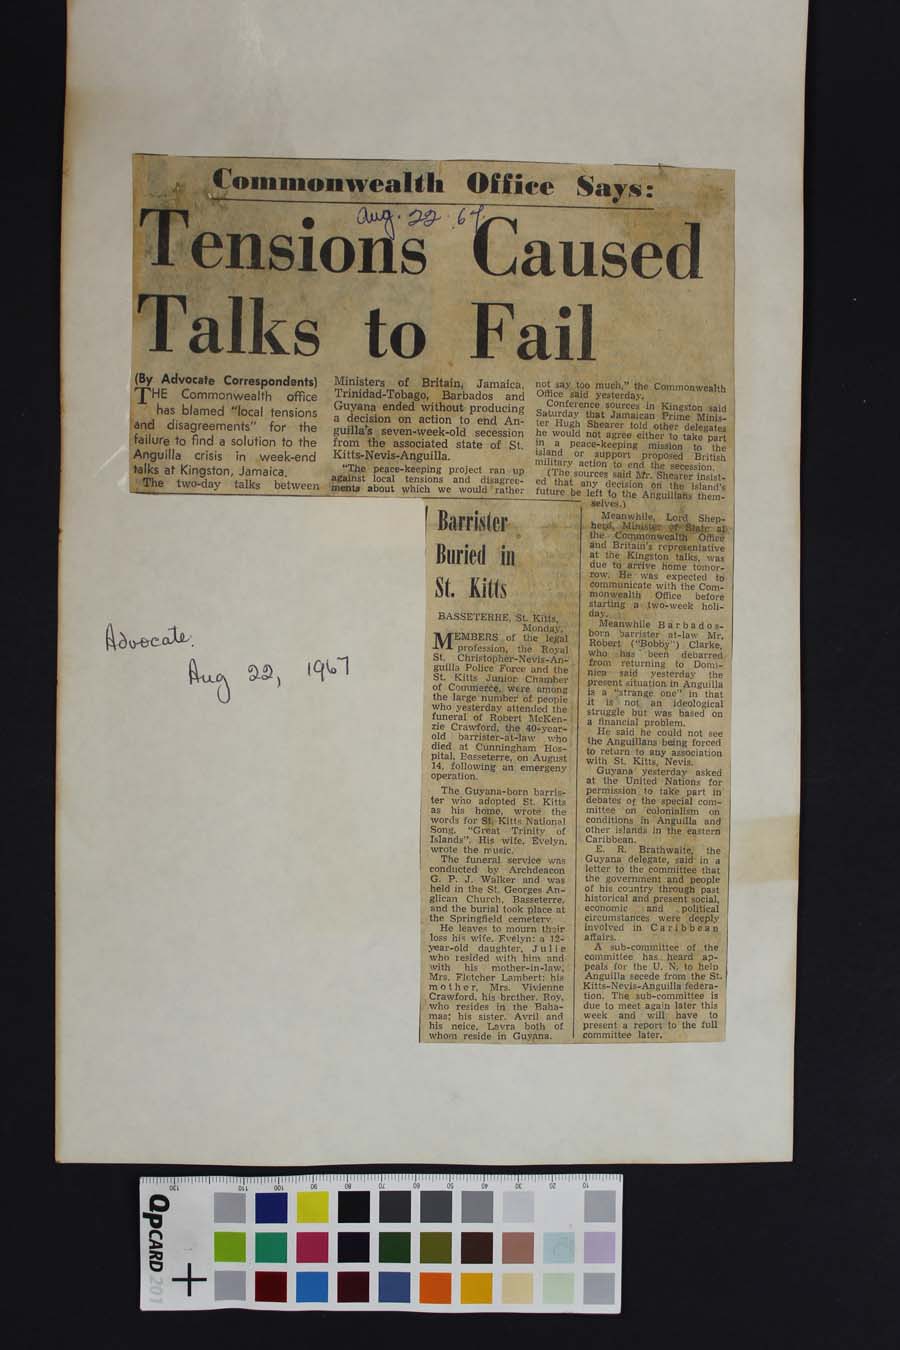 Commonwealth Office Says:
Aug. 22. 67.
Tensions Caused
Talks to Fail
(By Advocate Correspondents)
THE Commonwealth office
has blamed "local tensions
and disagreements" for the
failure to find a solution to the
Anguilla crisis in week-end
talks at Kingston, Jamaica.
The two-day talks between
Ministers of Britain, Jamaica,
Trinidad-Tobago, Barbados and
Guyana ended without producing
a decision on action to end An-
guilla's seven-week-old secession
from the associated state of St.
Kitts-Nevis-Anguilla.
"The peace-keeping project ran up
against local tensions and disagree-
ments about which we would rather
not say too much," the Commonwealth
Office said yesterday.
Conference sources in Kingston said
Saturday that Jamaican Prime Minis-
ter Hugh Shearer told other delegates
he would not agree either to take part
in a peace-keeping mission to the
island or support proposed British
military action to end the secession.
(The sources said Mr. Shearer insist-
ed that any decision on the island's
future be left to the Anguillans them-
selves.)
Meanwhile, Lord Shep-
herd, Minister of State at
the Commonwealth Office
and Britain's representative
at the Kingston talks, was
due to arrive home tomor-
row. He was expected to
communicate with the Com-
monwealth Office before
starting a two-week holi-
day.
Meanwhile Barbados-
born barrister at-law Mr.
Robert ("Bobby") Clarke,
who has been debarred
from returning to Domi-
nica said yesterday the
present situation in Anguilla
is a "strange one" in that
it is not an ideological
struggle but was based on
a financial problem.
He said he could not see
the Anguillans being forced
to return to any association
with St. Kitts, Nevis.
Guyana yesterday asked
at the United Nations for
permission to take part in
debates of the special com-
mittee on colonialism on
conditions in Anguilla and
other islands in the eastern
Caribbean.
E. R. Brathwaite, the
Guyana delegate, said in a
letter to the committee that
the government and people
of his country through past
historical and present social,
economic and political
circumstances were deeply
involved in Caribbean
affairs.
A sub-committee of the
committee has heard ap-
peals for the U. N. to help
Anguilla secede from the St.
Kitts-Nevis-Anguilla federa-
tion. The sub-committee is
due to meet again later this
week and will have to
present a report to the full
committee later.
Barrister
Buried in
St. Kitts
BASSETERRE, St. Kitts,
Monday,
MEMBERS of the legal
profession, the Royal
St. Christopher-Nevis-An-
guilla Police Force and the
St. Kitts Junior Chamber
of Commerce, were among
the large number of people
who yesterday attended the
funeral of Robert McKen-
zie Crawford, the 40-year-
old barrister-at-law who
died at Cunningham Hos-
pital, Basseterre, on August
14, following an emergeny
operation.
The Guyana-born barris-
ter who adopted St. Kitts
as his home, wrote the
words for St. Kitts National
Song, "Great Trinity of
Islands". His wife, Evelyn,
wrote the music.
The funeral service was
conducted by Archdeacon
G. P. J. Walker and was
held in the St. Georges An-
glican Church, Basseterre,
and the burial took place at
the Springfield cemetery.
He leaves to mourn their
loss his wife, Evelyn; a 12-
year-old daughter, Julie
who resided with him and
with his mother-in-law,
Mrs. Fletcher Lambert; his
mother, Mrs. Vivienne
Crawford, his brother, Roy,
who resides in the Baha-
mas; his sister, Avril and
his neice, Lavra both of
whom reside in Guyana.
Advocate.
Aug 22, 1967
130 110 100 90 80 70 60 50 40 30 20 10
QPCARD 201